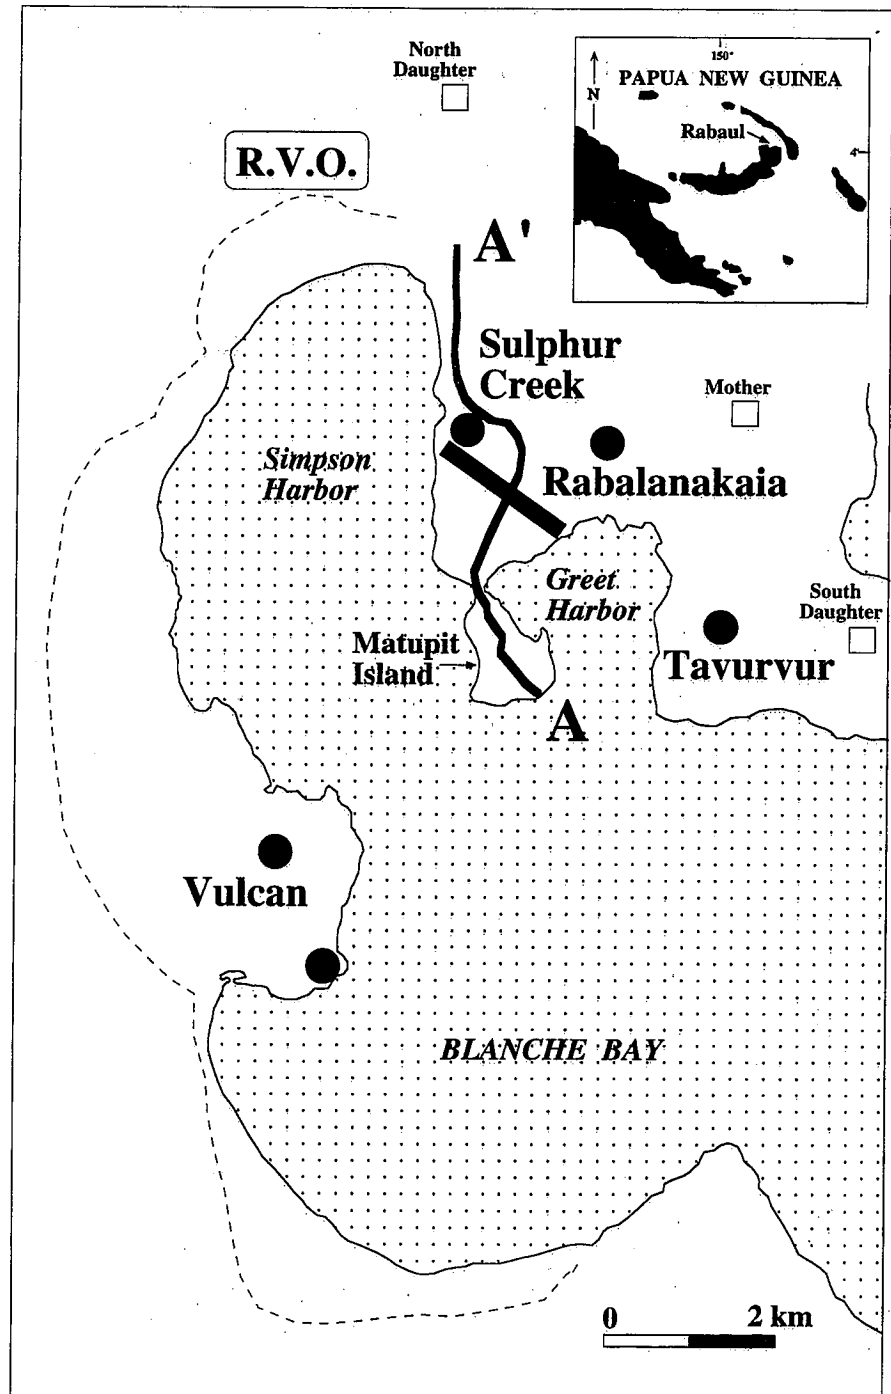 North
Daughter
R.V.O.
150°
PAPUA NEW GUINEA
N
Rabaul
4°
A'
Sulphur
Creek
Mother
Simpson
Harbor
Rabalanakaia
Greet
Harbor
South
Daughter
Matupit
Island
Tavurvur
A
Vulcan
BLANCHE BAY
0
2 km